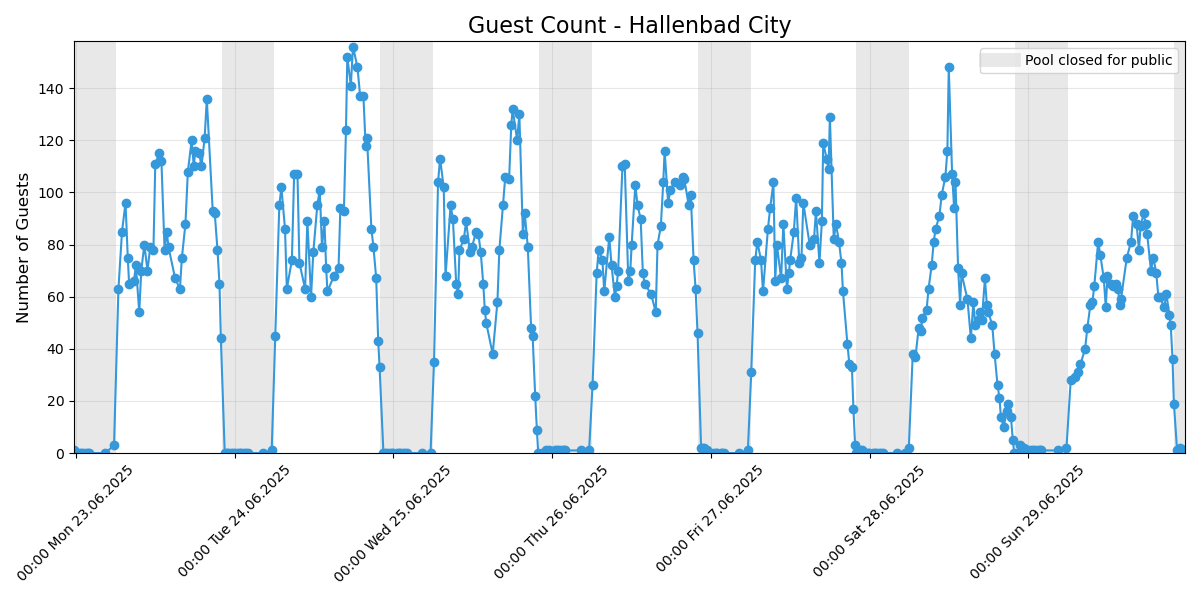 Guest Count - Hallenbad City
Pool closed for public
Number of Guests
140
120
100
80
60
40
20
0
00:00 Mon 23.06.2025
00:00 Tue 24.06.2025
00:00 Wed 25.06.2025
00:00 Thu 26.06.2025
00:00 Fri 27.06.2025
00:00 Sat 28.06.2025
00:00 Sun 29.06.2025